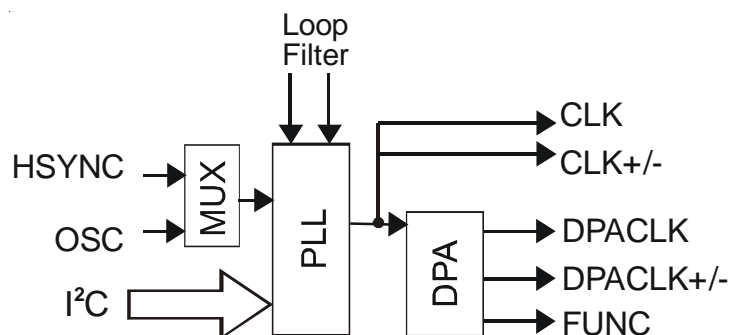 Loop
Filter
CLK
CLK+/-
HSYNC
MUX
OSC
PLL
DPA
DPACLK
DPACLK+/-
I²C
FUNC